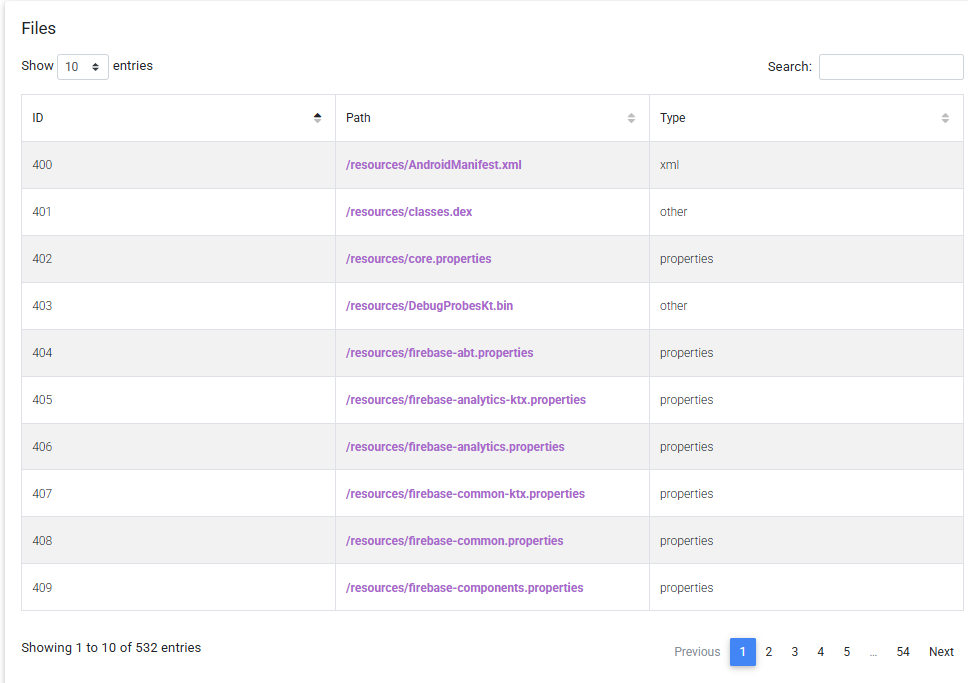 Files
Show 10 entries Search:
ID Path Type
400 /resources/AndroidManifest.xml xml
401 /resources/classes.dex other
402 /resources/core.properties properties
403 /resources/DebugProbesKt.bin other
404 /resources/firebase-abt.properties properties
405 /resources/firebase-analytics-ktx.properties properties
406 /resources/firebase-analytics.properties properties
407 /resources/firebase-common-ktx.properties properties
408 /resources/firebase-common.properties properties
409 /resources/firebase-components.properties properties
Showing 1 to 10 of 532 entries Previous 1 2 3 4 5 … 54 Next